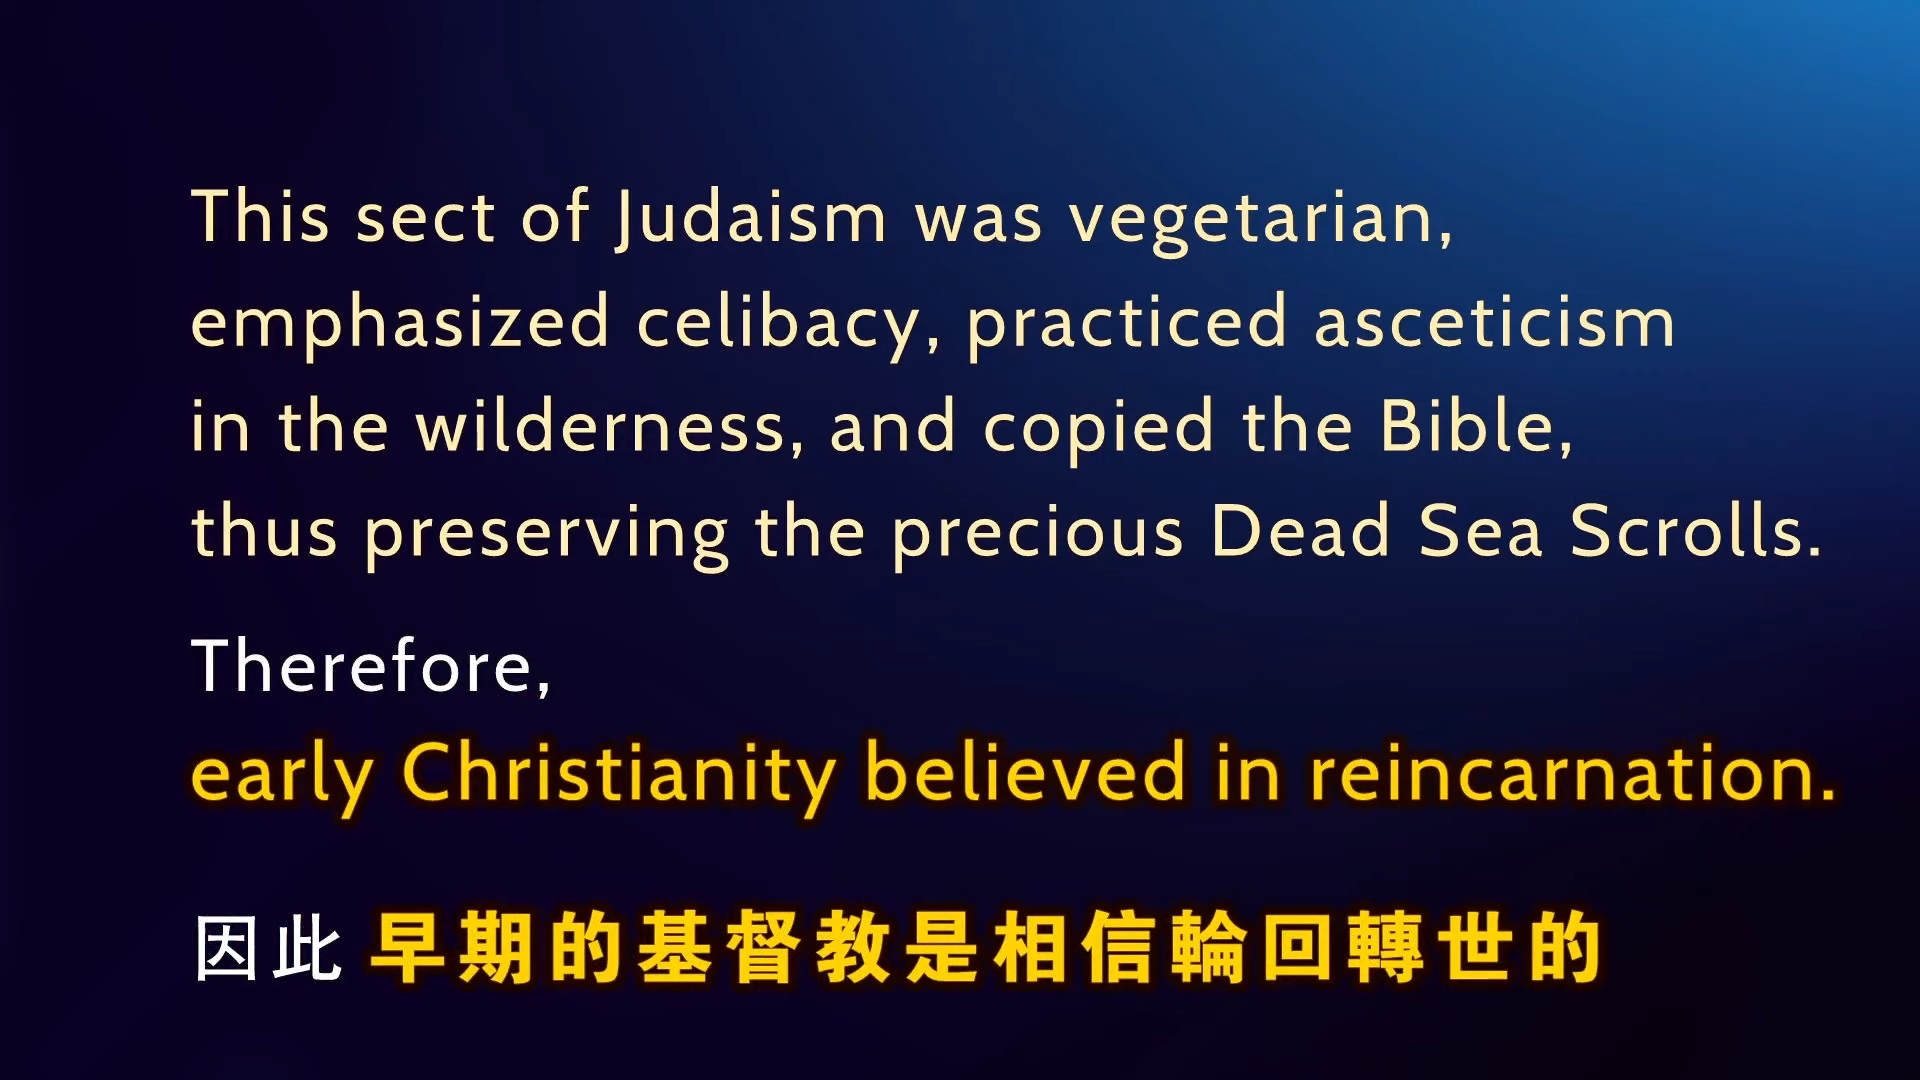 This sect of Judaism was vegetarian,
emphasized celibacy, practiced asceticism
in the wilderness, and copied the Bible,
thus preserving the precious Dead Sea Scrolls.
Therefore,
early Christianity believed in reincarnation.
因此 早期的基督教是相信輪回轉世的